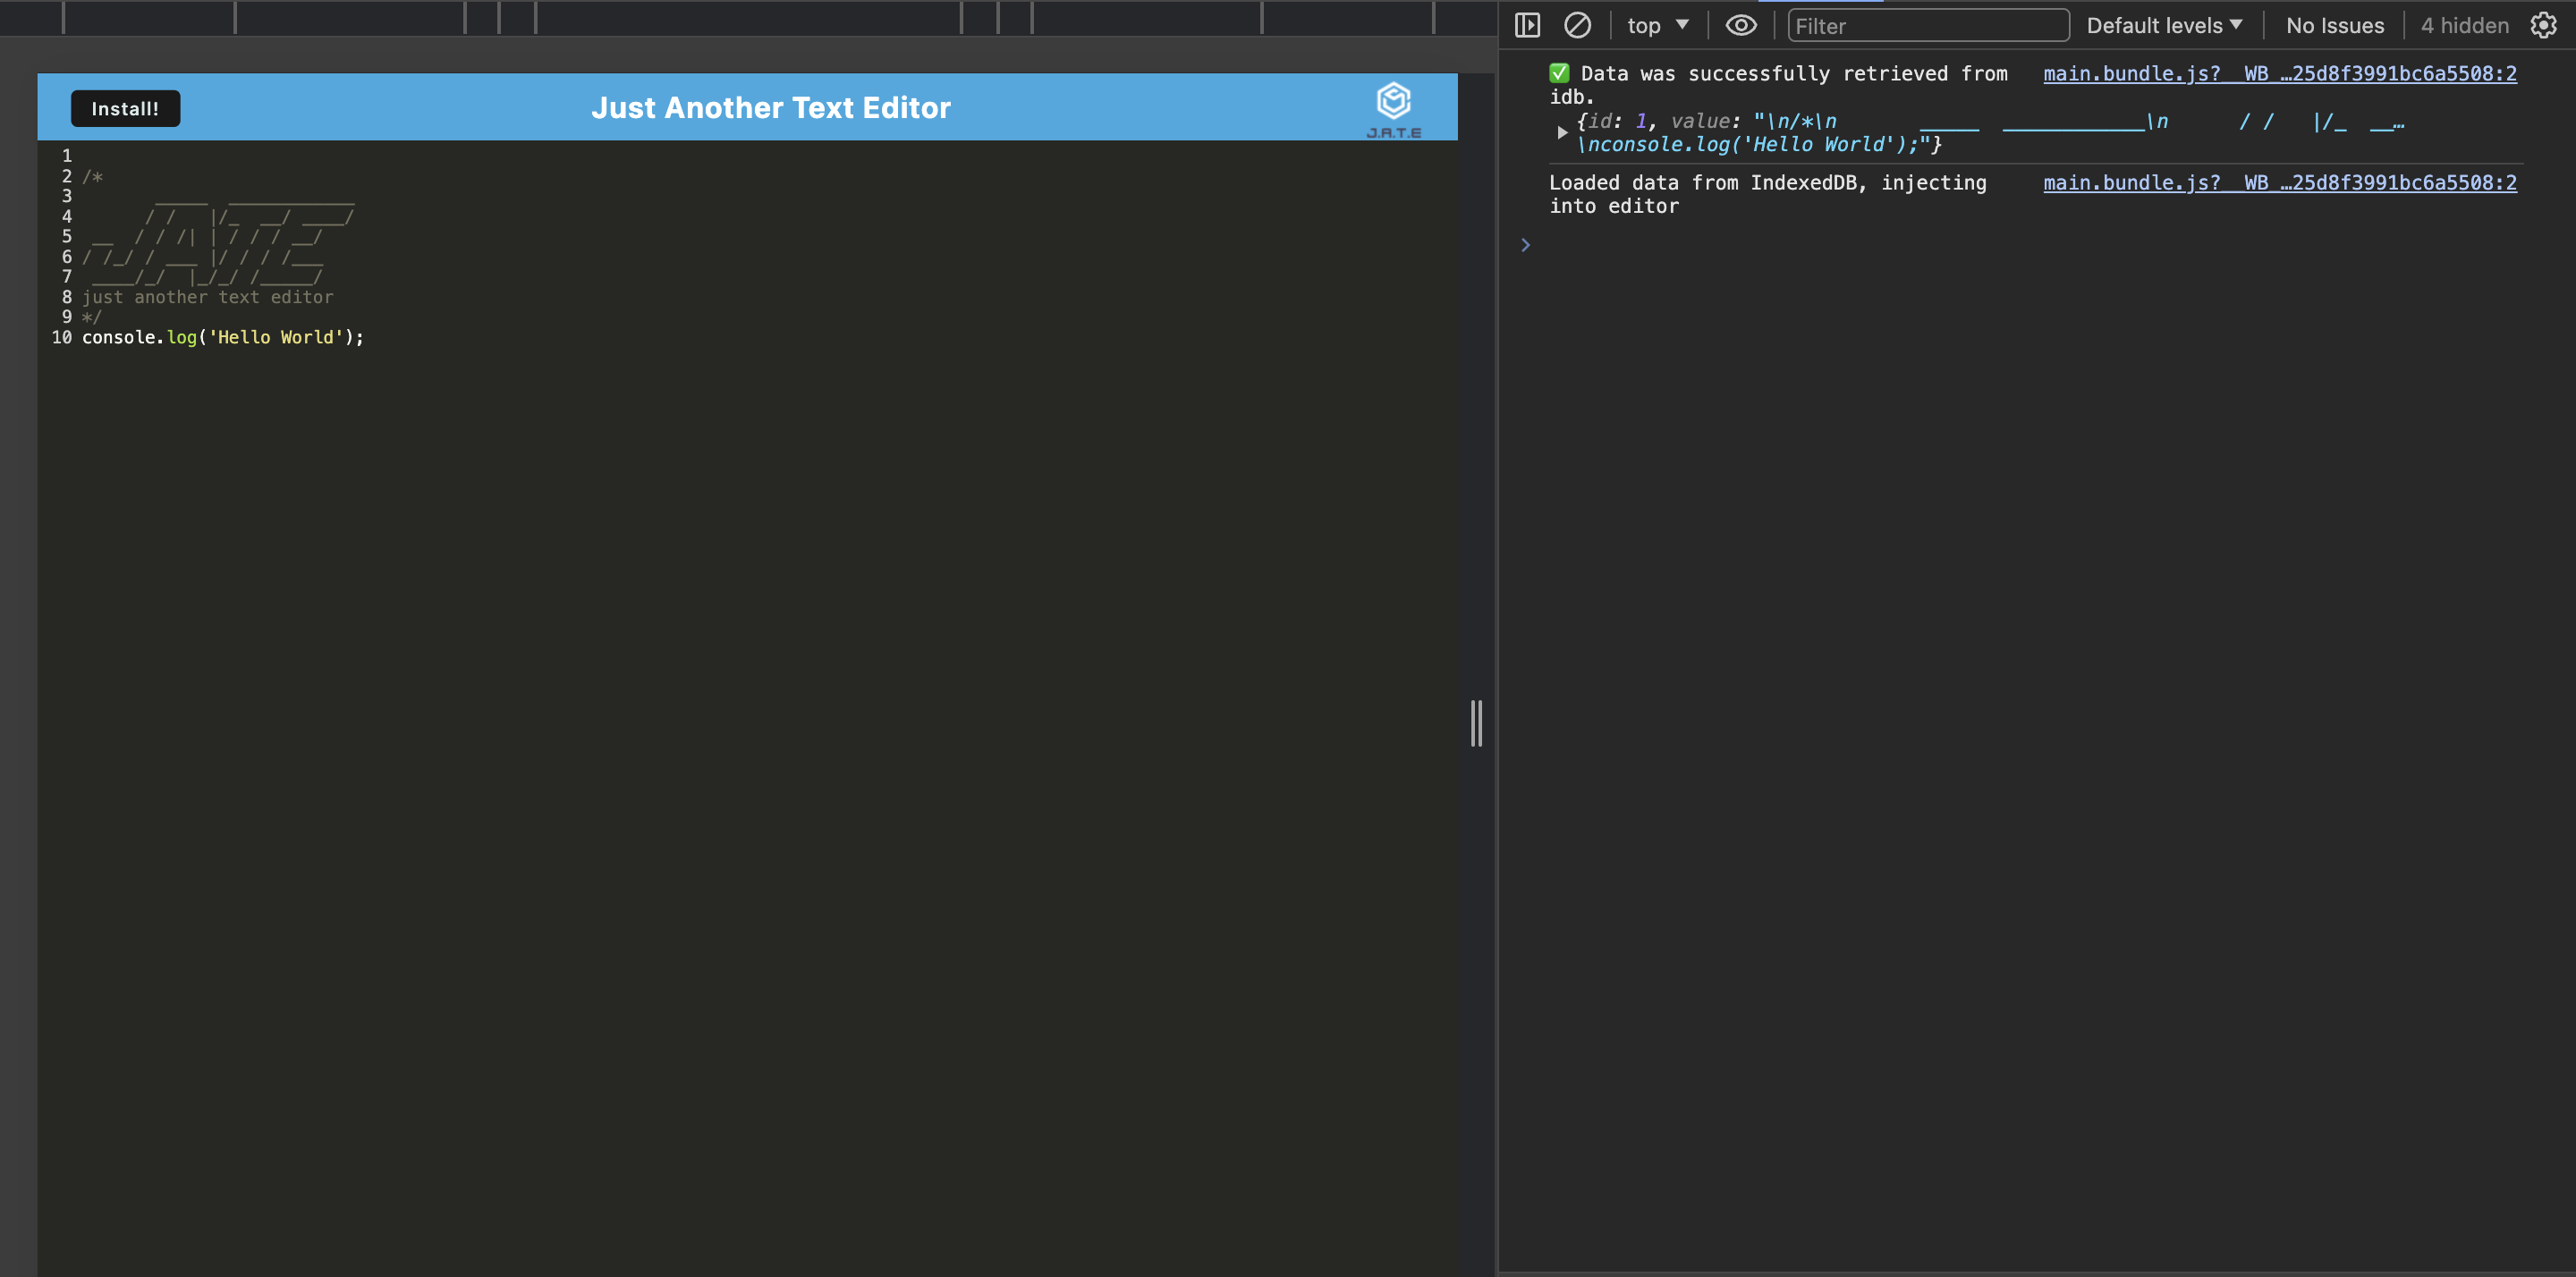 Install!
Just Another Text Editor
J.A.T.E
1
2 /*
3           _____  ____________
4       / /   |/_  __/ ____/
5  __  / / /| | / / / __/
6 / /_/ / ___ |/ / / /___
7  ____/_/  |_/_/ /_____/
8 just another text editor
9 */
10 console.log('Hello World');
top
Filter
Default levels
No Issues
4 hidden
✅ Data was successfully retrieved from main.bundle.js?__WB_…25d8f3991bc6a5508:2
idb.
{id: 1, value: "\n/*\n       _____  ____________\n      / /   |/_  __…
\nconsole.log('Hello World');"}
Loaded data from IndexedDB, injecting main.bundle.js?__WB_…25d8f3991bc6a5508:2
into editor